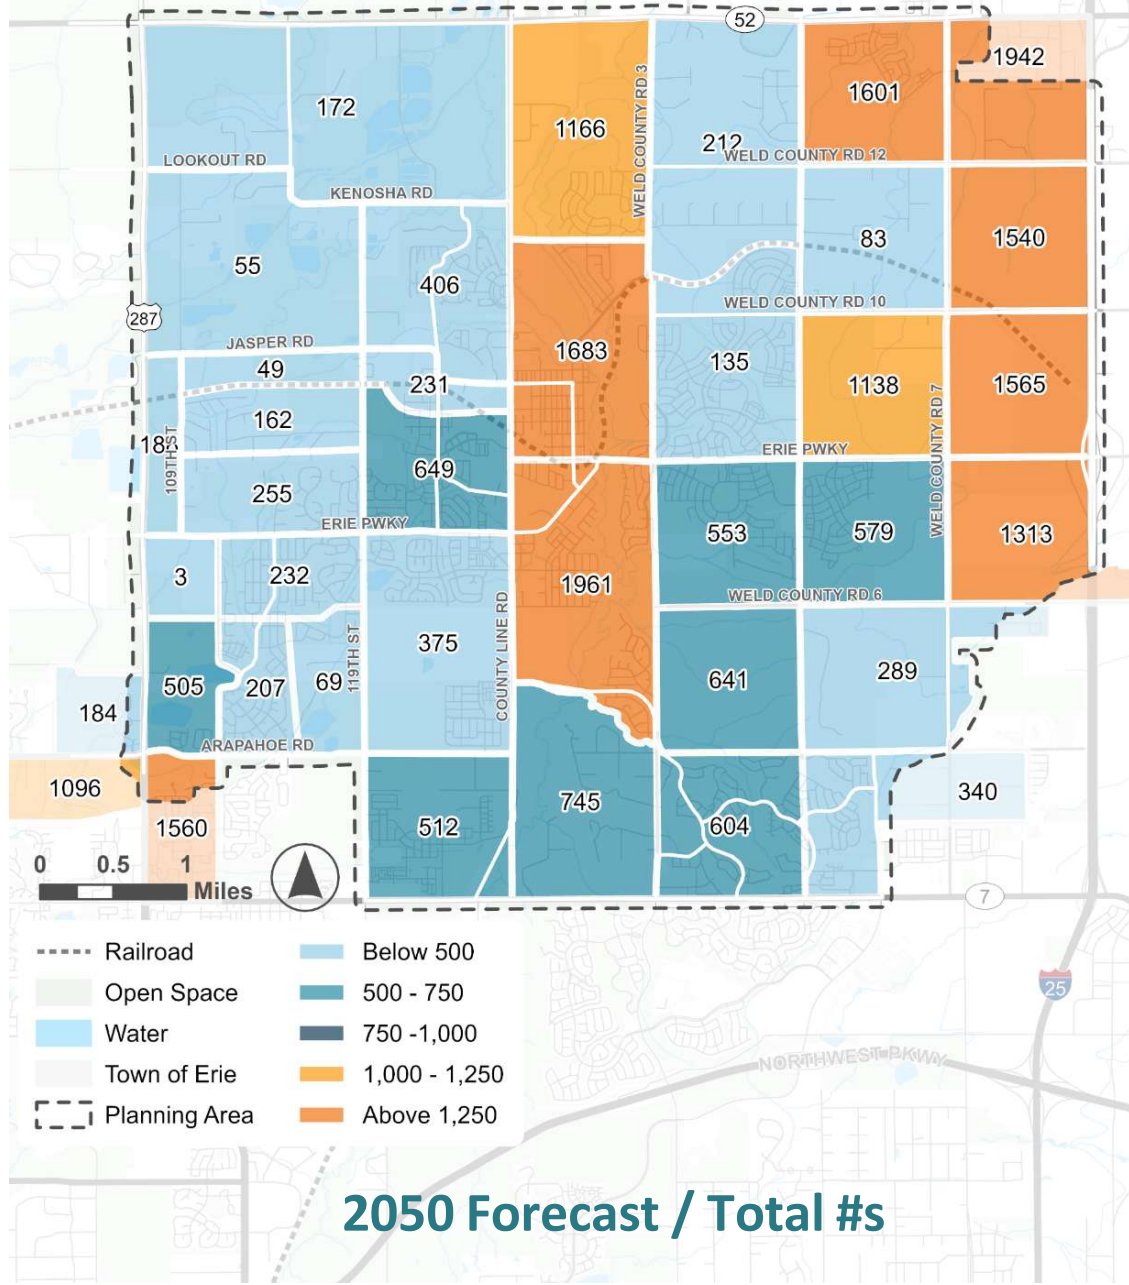 52
1942
1601
172
1166
WELD COUNTY RD 3
212
WELD COUNTY RD 12
LOOKOUT RD
KENOSHA RD
83
1540
55
406
287
WELD COUNTY RD 10
JASPER RD
1683
49
231
135
1138
1565
WELD COUNTY RD 7
162
109TH ST
649
ERIE PWKY
255
ERIE PWKY
553
579
1313
3
232
1961
WELD COUNTY RD 6
375
COUNTY LINE RD
119TH ST
505
207
69
641
289
184
ARAPAHOE RD
1096
745
340
1560
512
604
0 0.5 1
Miles
7
Railroad
Below 500
Open Space
500 - 750
25
Water
750 -1,000
Town of Erie
1,000 - 1,250
NORTHWEST PKWY
Planning Area
Above 1,250
2050 Forecast / Total #s